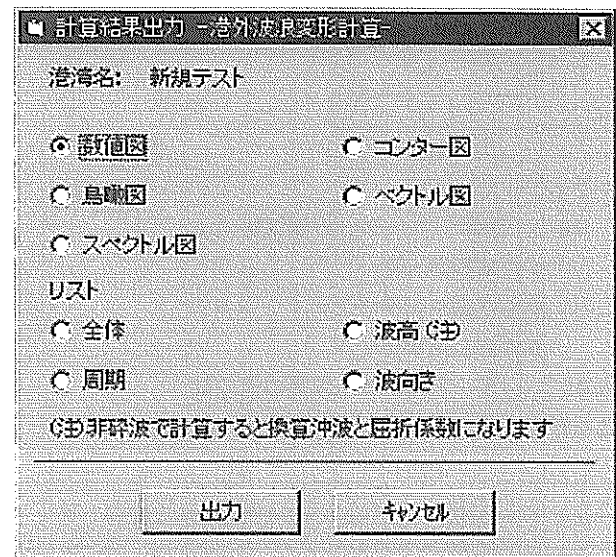 計算結果出力 -港外波浪変形計算-
港湾名: 新規テスト
数値図 コンター図
鳥瞰図 ベクトル図
スペクトル図
リスト
全体 波高(注)
周期 波向き
(注)非砕波で計算すると換算沖波と屈折係数になります
出力 キャンセル